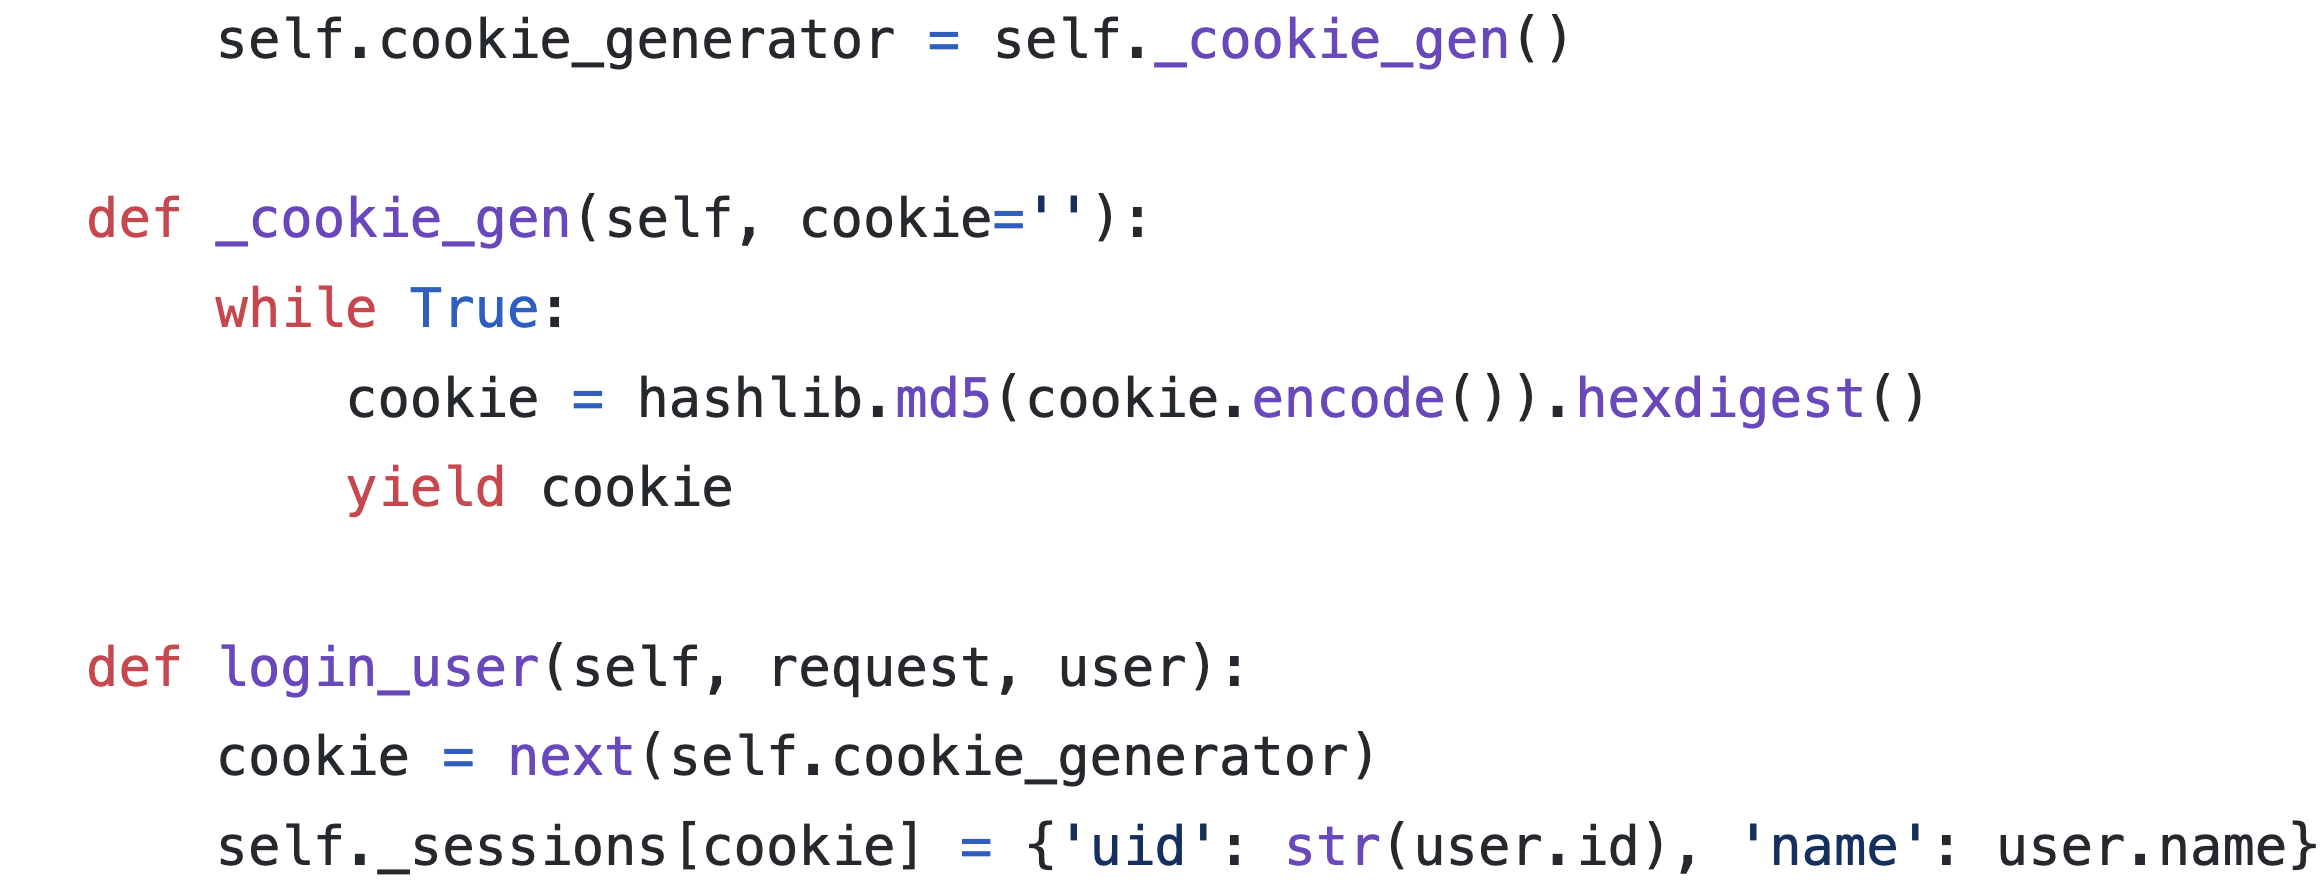 self.cookie_generator = self._cookie_gen()
def _cookie_gen(self, cookie=''):
while True:
cookie = hashlib.md5(cookie.encode()).hexdigest()
yield cookie
def login_user(self, request, user):
cookie = next(self.cookie_generator)
self._sessions[cookie] = {'uid': str(user.id), 'name': user.name}